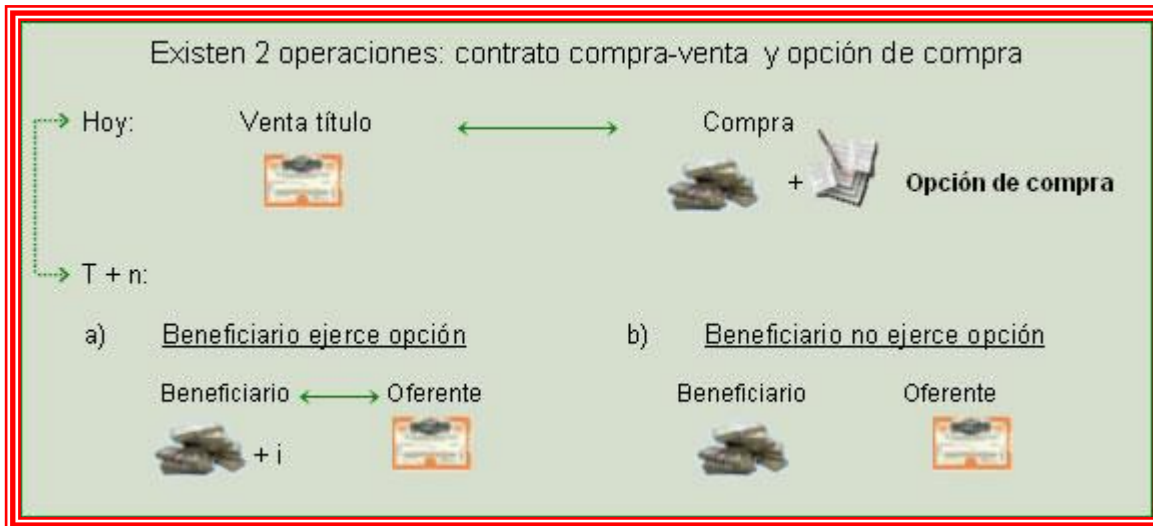 Existen 2 operaciones: contrato compra-venta y opción de compra
Hoy: Venta título Compra
+ Opción de compra
T + n:
a) Beneficiario ejerce opción b) Beneficiario no ejerce opción
Beneficiario Oferente Beneficiario Oferente
+ i